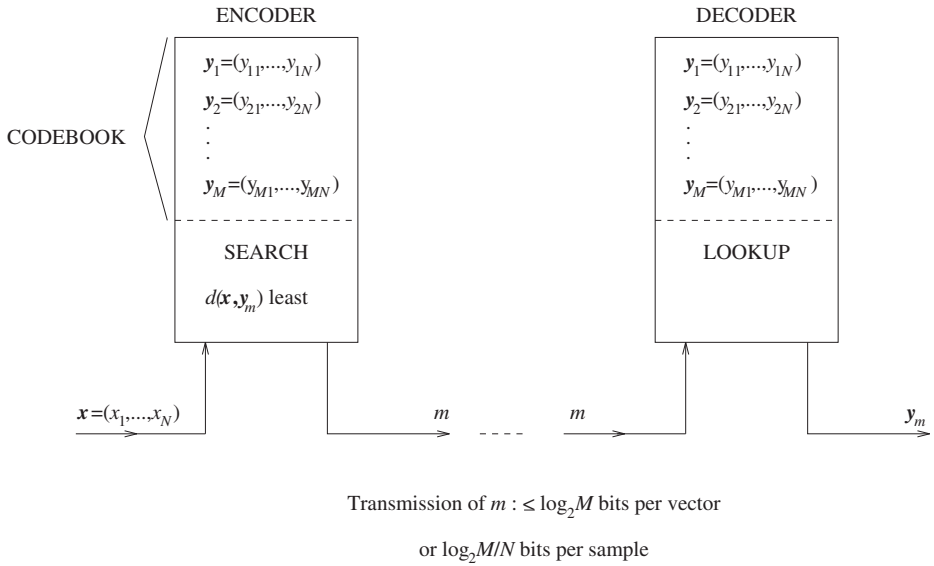 ENCODER
y₁=(y₁₁,...,y₁N)
y₂=(y₂₁,...,y₂N)
.
.
.
yM=(yM1,...,yMN)
CODEBOOK
SEARCH
d(x,yₘ) least
x=(x₁,...,xN)
m
DECODER
y₁=(y₁₁,...,y₁N)
y₂=(y₂₁,...,y₂N)
.
.
.
yM=(yM1,...,yMN)
LOOKUP
m
yₘ
Transmission of m : ≤ log₂M bits per vector
or log₂M/N bits per sample